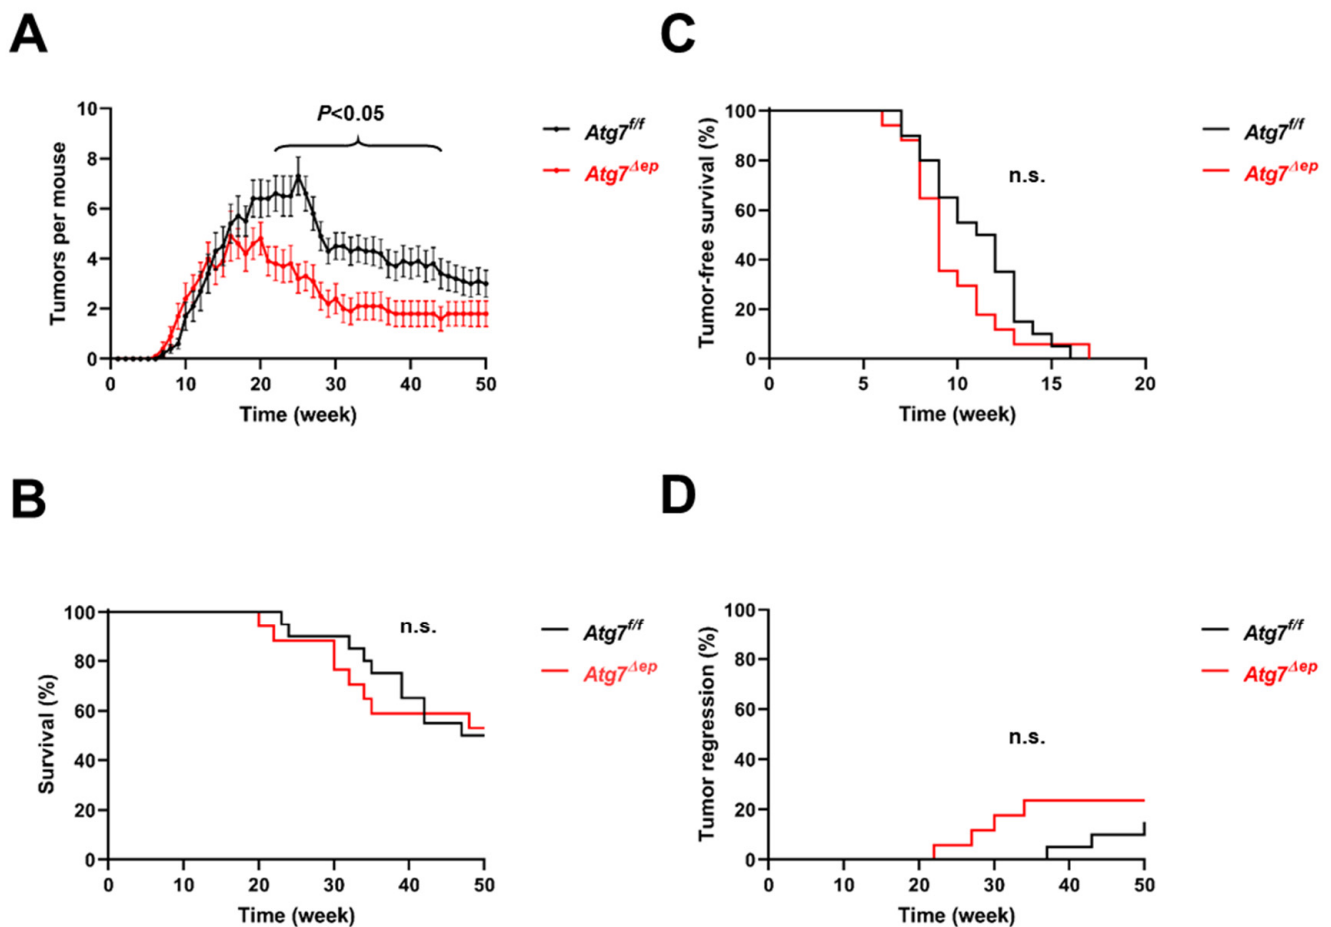 A
10
8
6
4
2
0
0 10 20 30 40 50
Tumors per mouse
Time (week)
P<0.05
Atg7f/f
Atg7Δep
C
100
80
60
40
20
0
0 5 10 15 20
Tumor-free survival (%)
Time (week)
n.s.
Atg7f/f
Atg7Δep
B
100
80
60
40
20
0
0 10 20 30 40 50
Survival (%)
Time (week)
n.s.
Atg7f/f
Atg7Δep
D
100
80
60
40
20
0
0 10 20 30 40 50
Tumor regression (%)
Time (week)
n.s.
Atg7f/f
Atg7Δep